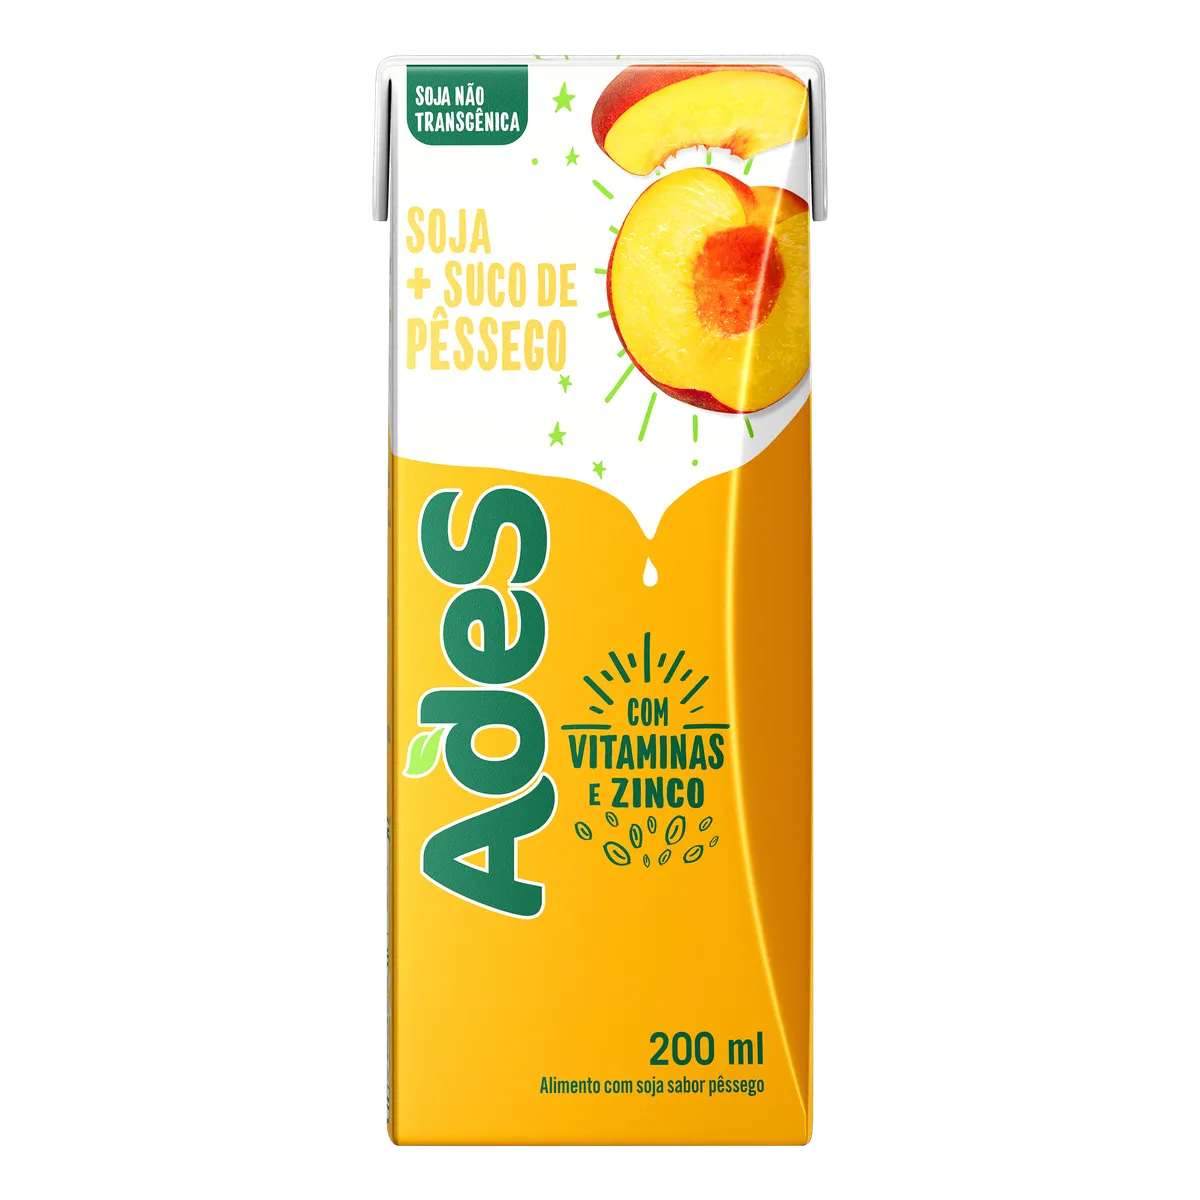 SOJA NÃO
TRANSGÊNICA
SOJA
+ SUCO DE
PÊSSEGO
AdeS
COM
VITAMINAS
E ZINCO
200 ml
Alimento com soja sabor pêssego